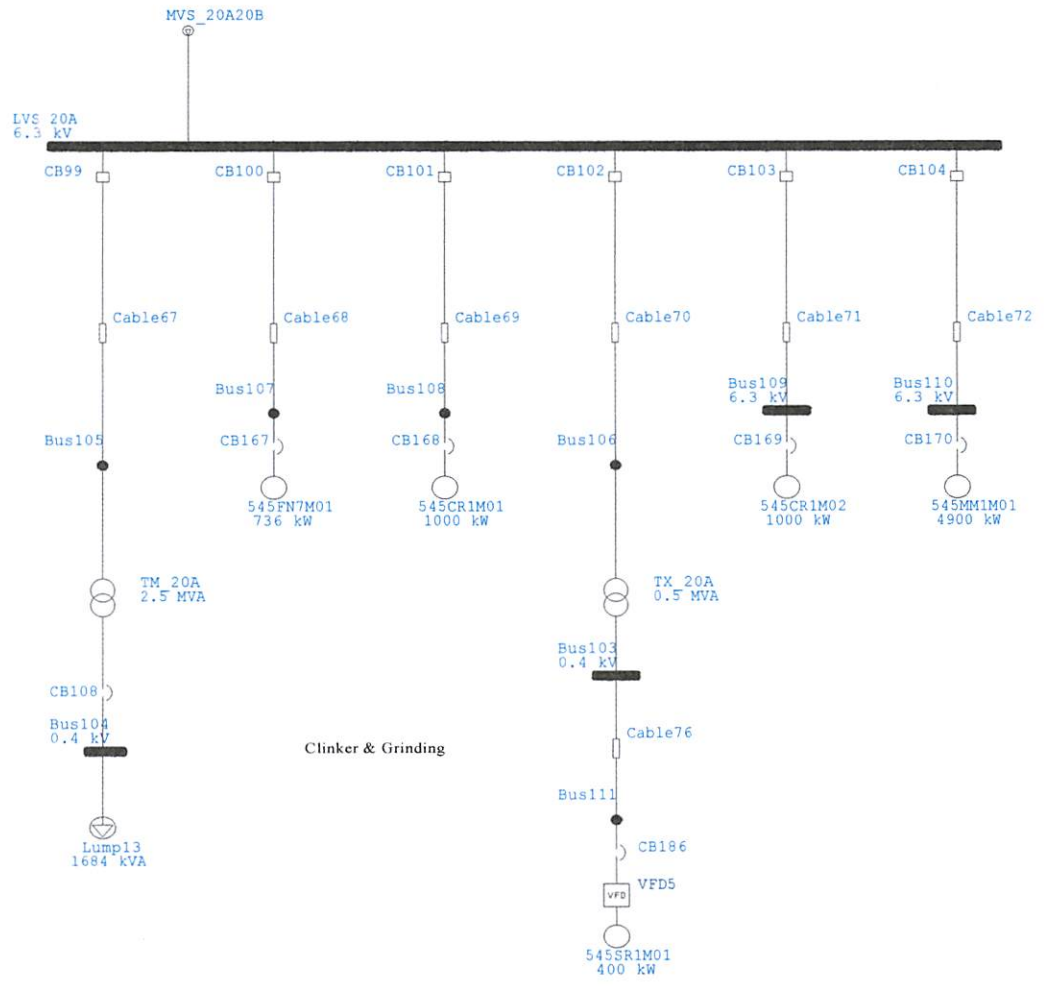 MVS_20A20B
LVS_20A
6.3 kV
CB99
CB100
CB101
CB102
CB103
CB104
Cable67
Cable68
Cable69
Cable70
Cable71
Cable72
Bus107
Bus108
Bus109
6.3 kV
Bus110
6.3 kV
Bus105
CB167
CB168
Bus106
CB169
CB170
545FN7M01
736 kW
545CR1M01
1000 kW
545CR1M02
1000 kW
545MM1M01
4900 kW
TM_20A
2.5 MVA
TX_20A
0.5 MVA
Bus103
0.4 kV
CB108
Bus104
0.4 kV
Clinker & Grinding
Cable76
Bus111
Lump13
1684 kVA
CB186
VFD5
VFD
545SR1M01
400 kW